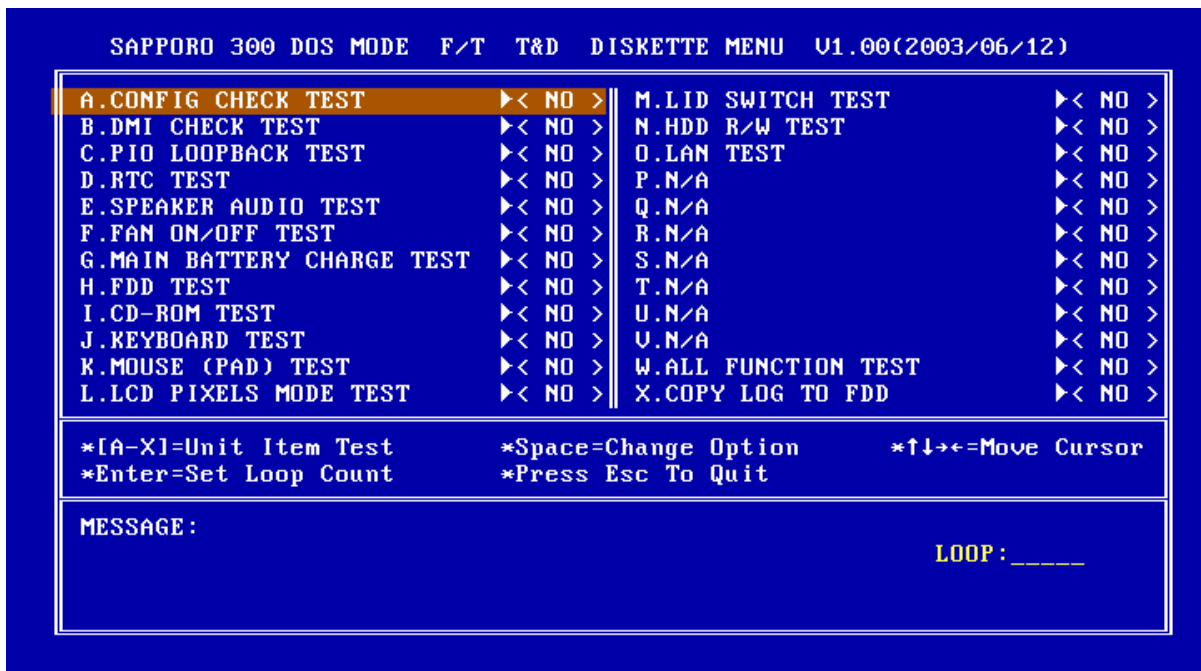 SAPPORO 300 DOS MODE F/T T&D DISKETTE MENU V1.00(2003/06/12)
A.CONFIG CHECK TEST ►< NO > M.LID SWITCH TEST ►< NO >
B.DMI CHECK TEST ►< NO > N.HDD R/W TEST ►< NO >
C.PIO LOOPBACK TEST ►< NO > O.LAN TEST ►< NO >
D.RTC TEST ►< NO > P.N/A ►< NO >
E.SPEAKER AUDIO TEST ►< NO > Q.N/A ►< NO >
F.FAN ON/OFF TEST ►< NO > R.N/A ►< NO >
G.MAIN BATTERY CHARGE TEST ►< NO > S.N/A ►< NO >
H.FDD TEST ►< NO > T.N/A ►< NO >
I.CD-ROM TEST ►< NO > U.N/A ►< NO >
J.KEYBOARD TEST ►< NO > V.N/A ►< NO >
K.MOUSE (PAD) TEST ►< NO > W.ALL FUNCTION TEST ►< NO >
L.LCD PIXELS MODE TEST ►< NO > X.COPY LOG TO FDD ►< NO >
*[A-X]=Unit Item Test *Space=Change Option *↑↓→←=Move Cursor
*Enter=Set Loop Count *Press Esc To Quit
MESSAGE:
LOOP:_____